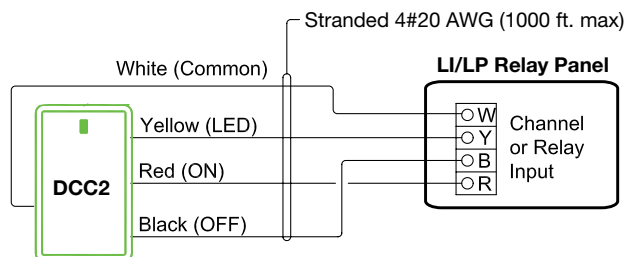 Stranded 4#20 AWG (1000 ft. max)
White (Common)
LI/LP Relay Panel
Yellow (LED)
Red (ON)
Black (OFF)
DCC2
W
Y
B
R
Channel
or Relay
Input